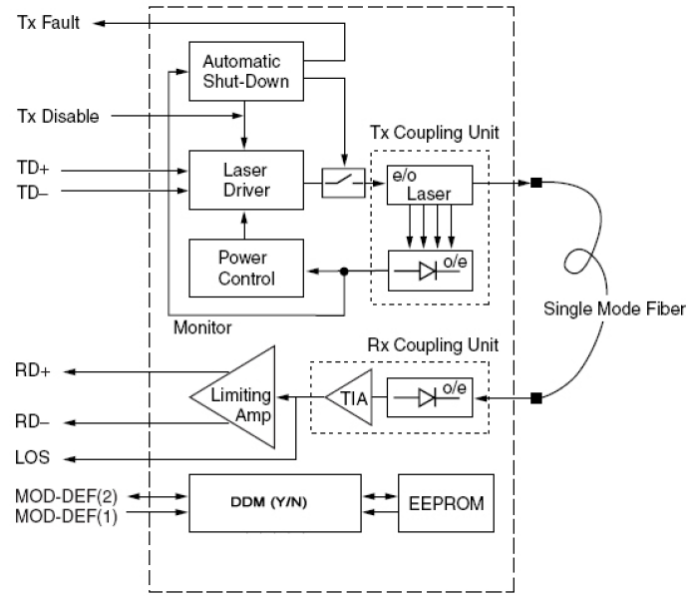 Tx Fault
Automatic
Shut-Down
Tx Disable
Tx Coupling Unit
TD+
TD–
Laser
Driver
e/o
Laser
Power
Control
o/e
Monitor
Single Mode Fiber
Rx Coupling Unit
RD+
RD–
LOS
Limiting
Amp
TIA
o/e
MOD-DEF(2)
MOD-DEF(1)
DDM (Y/N)
EEPROM